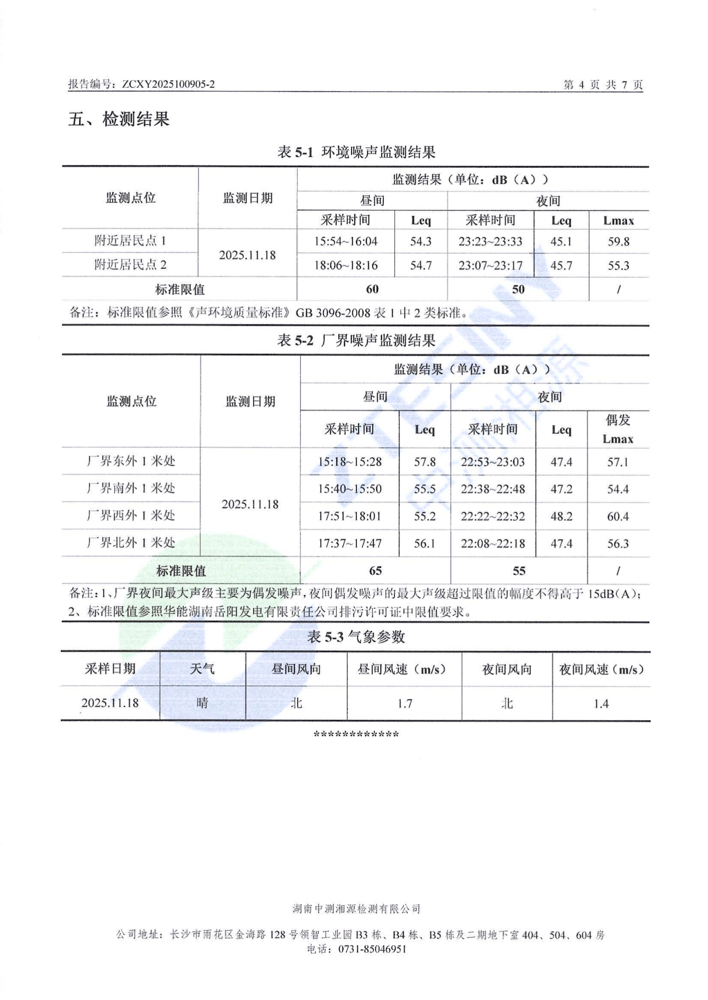 报告编号：ZCXY2025100905-2 第 4 页 共 7 页
五、检测结果
表 5-1 环境噪声监测结果
监测点位 监测日期 监测结果（单位：dB（A））
昼间 夜间
采样时间 Leq 采样时间 Leq Lmax
附近居民点 1 2025.11.18 15:54~16:04 54.3 23:23~23:33 45.1 59.8
附近居民点 2 18:06~18:16 54.7 23:07~23:17 45.7 55.3
标准限值 60 50 /
备注：标准限值参照《声环境质量标准》GB 3096-2008 表 1 中 2 类标准。
表 5-2 厂界噪声监测结果
监测点位 监测日期 监测结果（单位：dB（A））
昼间 夜间
采样时间 Leq 采样时间 Leq 偶发
Lmax
厂界东外 1 米处 2025.11.18 15:18~15:28 57.8 22:53~23:03 47.4 57.1
厂界南外 1 米处 15:40~15:50 55.5 22:38~22:48 47.2 54.4
厂界西外 1 米处 17:51~18:01 55.2 22:22~22:32 48.2 60.4
厂界北外 1 米处 17:37~17:47 56.1 22:08~22:18 47.4 56.3
标准限值 65 55 /
备注：1、厂界夜间最大声级主要为偶发噪声，夜间偶发噪声的最大声级超过限值的幅度不得高于 15dB（A）；
2、标准限值参照华能湖南岳阳发电有限责任公司排污许可证中限值要求。
表 5-3 气象参数
采样日期 天气 昼间风向 昼间风速（m/s） 夜间风向 夜间风速（m/s）
2025.11.18 晴 北 1.7 北 1.4
************
ZTESINY
中测湘源
湖南中测湘源检测有限公司
公司地址：长沙市雨花区金海路 128 号领智工业园 B3 栋、B4 栋、B5 栋及二期地下室 404、504、604 房
电话：0731-85046951